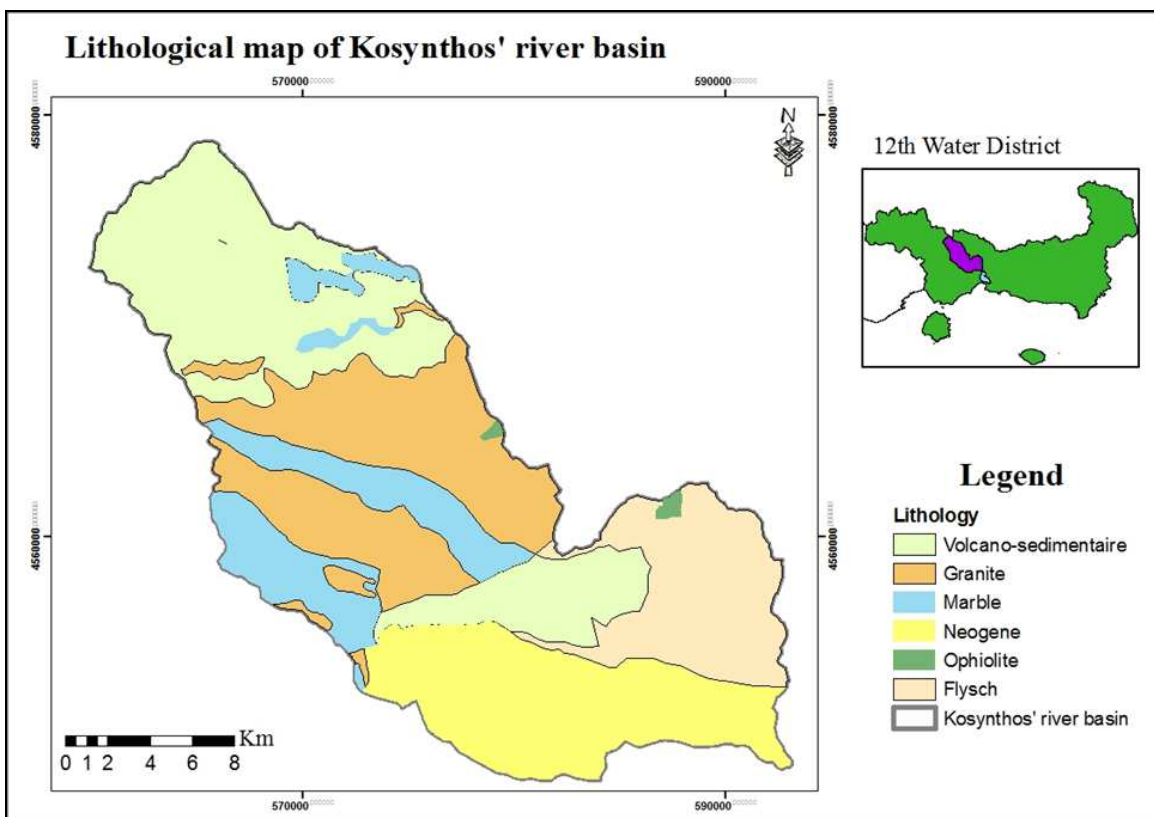 Lithological map of Kosynthos' river basin
570000
590000
4580000
4580000
N
12th Water District
Legend
Lithology
Volcano-sedimentaire
Granite
Marble
Neogene
Ophiolite
Flysch
Kosynthos' river basin
4560000
4560000
Km
0 1 2 4 6 8
570000
590000